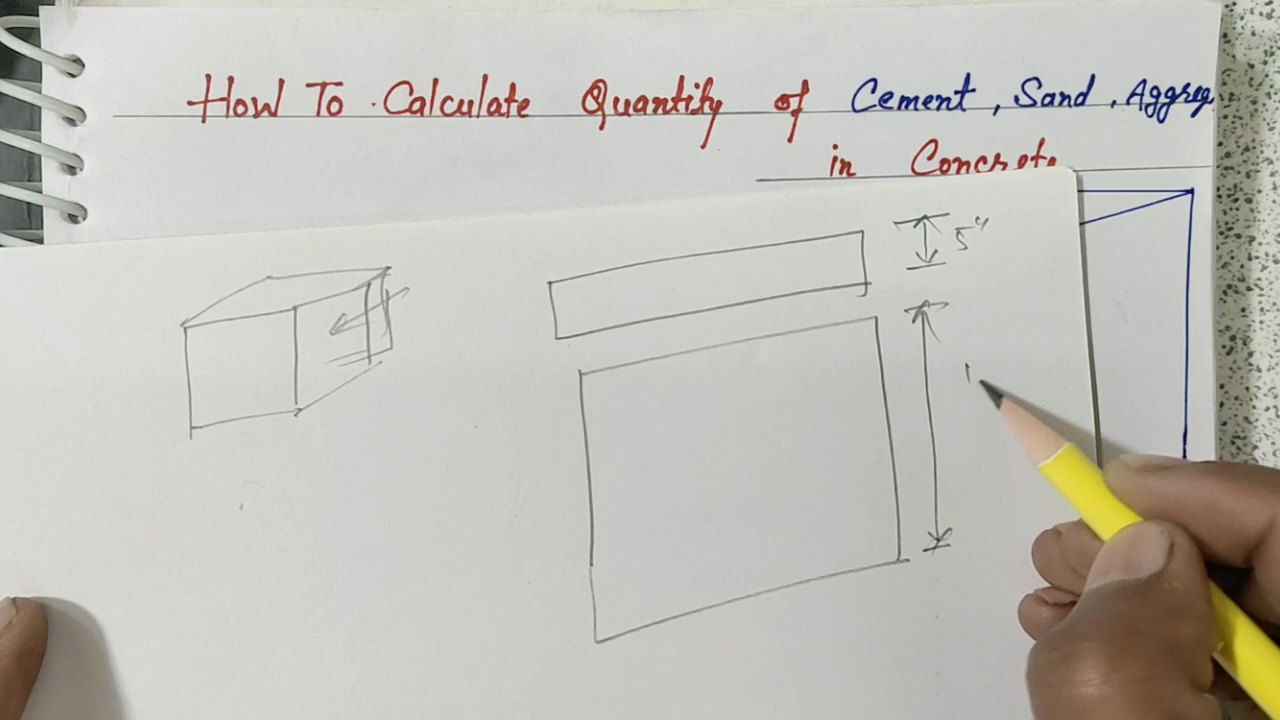 How To Calculate Quantity of Cement, Sand, Aggreg.
in Concrete
5"